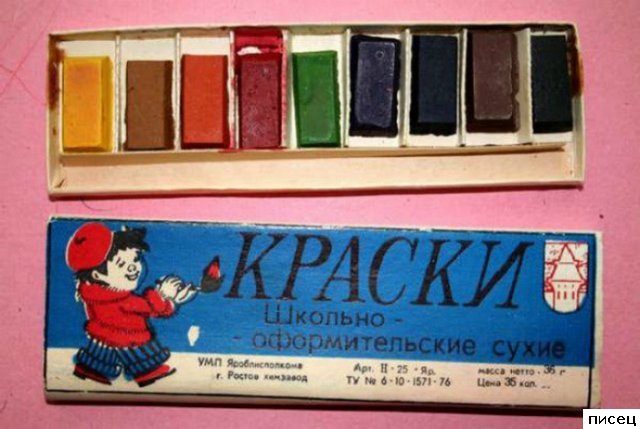 КРАСКИ
Школьно -
- оформительские сухие
УМП Яроблисполкома
г. Ростов химзавод
Арт. II - 25 - Яр.
ТУ № 6 - 10 - 1571 - 76
масса нетто - 36 г
Цена 35 коп.
писец